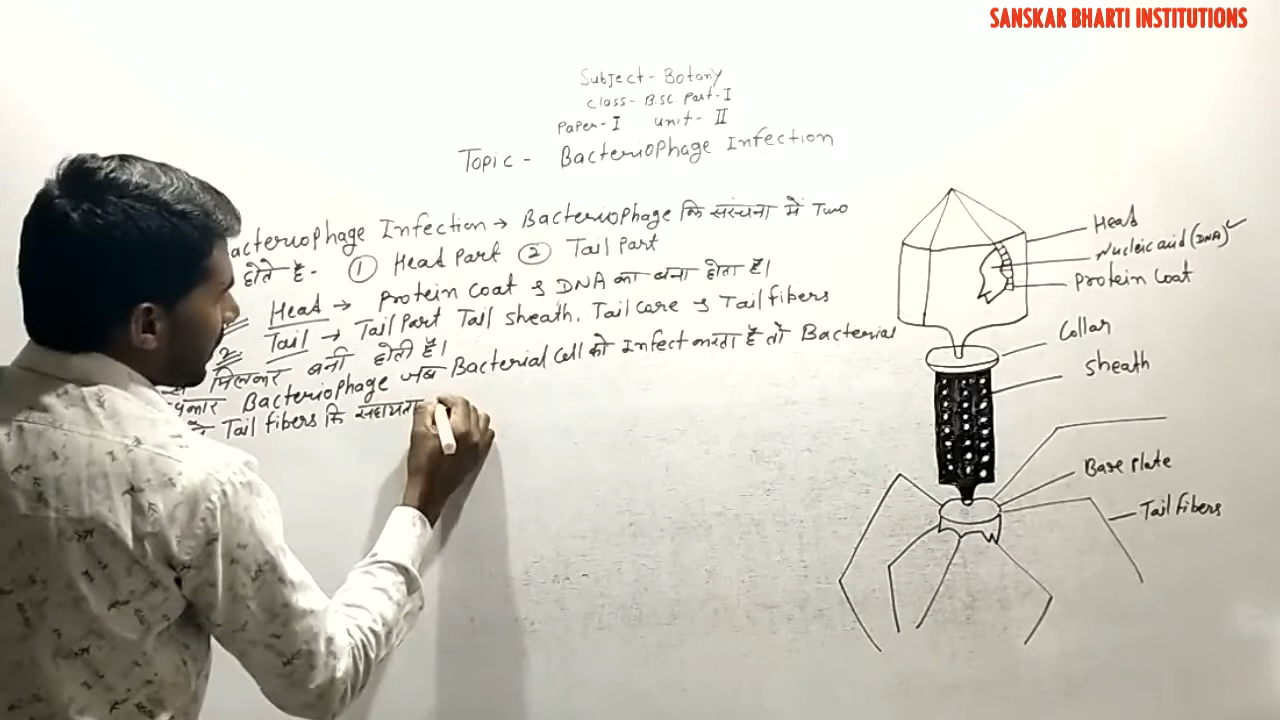 SANSKAR BHARTI INSTITUTIONS
Subject - Botany
Class - B.SC Part - I
Paper - I Unit - II
Topic - Bacteriophage Infection
acteriophage Infection → Bacteriophage कि संरचना में Two
होते है - ① Head Part ② Tail Part
Head → Protein Coat & DNA का बना होता है।
Tail → Tail Part Tail sheath, Tail Care & Tail fibers
मिलकर बनी होती है।
Bacteriophage जब Bacterial Cell को Infect करता है तो Bacterial
Tail fibers कि सहायता
Head
Nucleic acid (DNA)
Protein Coat
Collar
Sheath
Base plate
Tail fibers